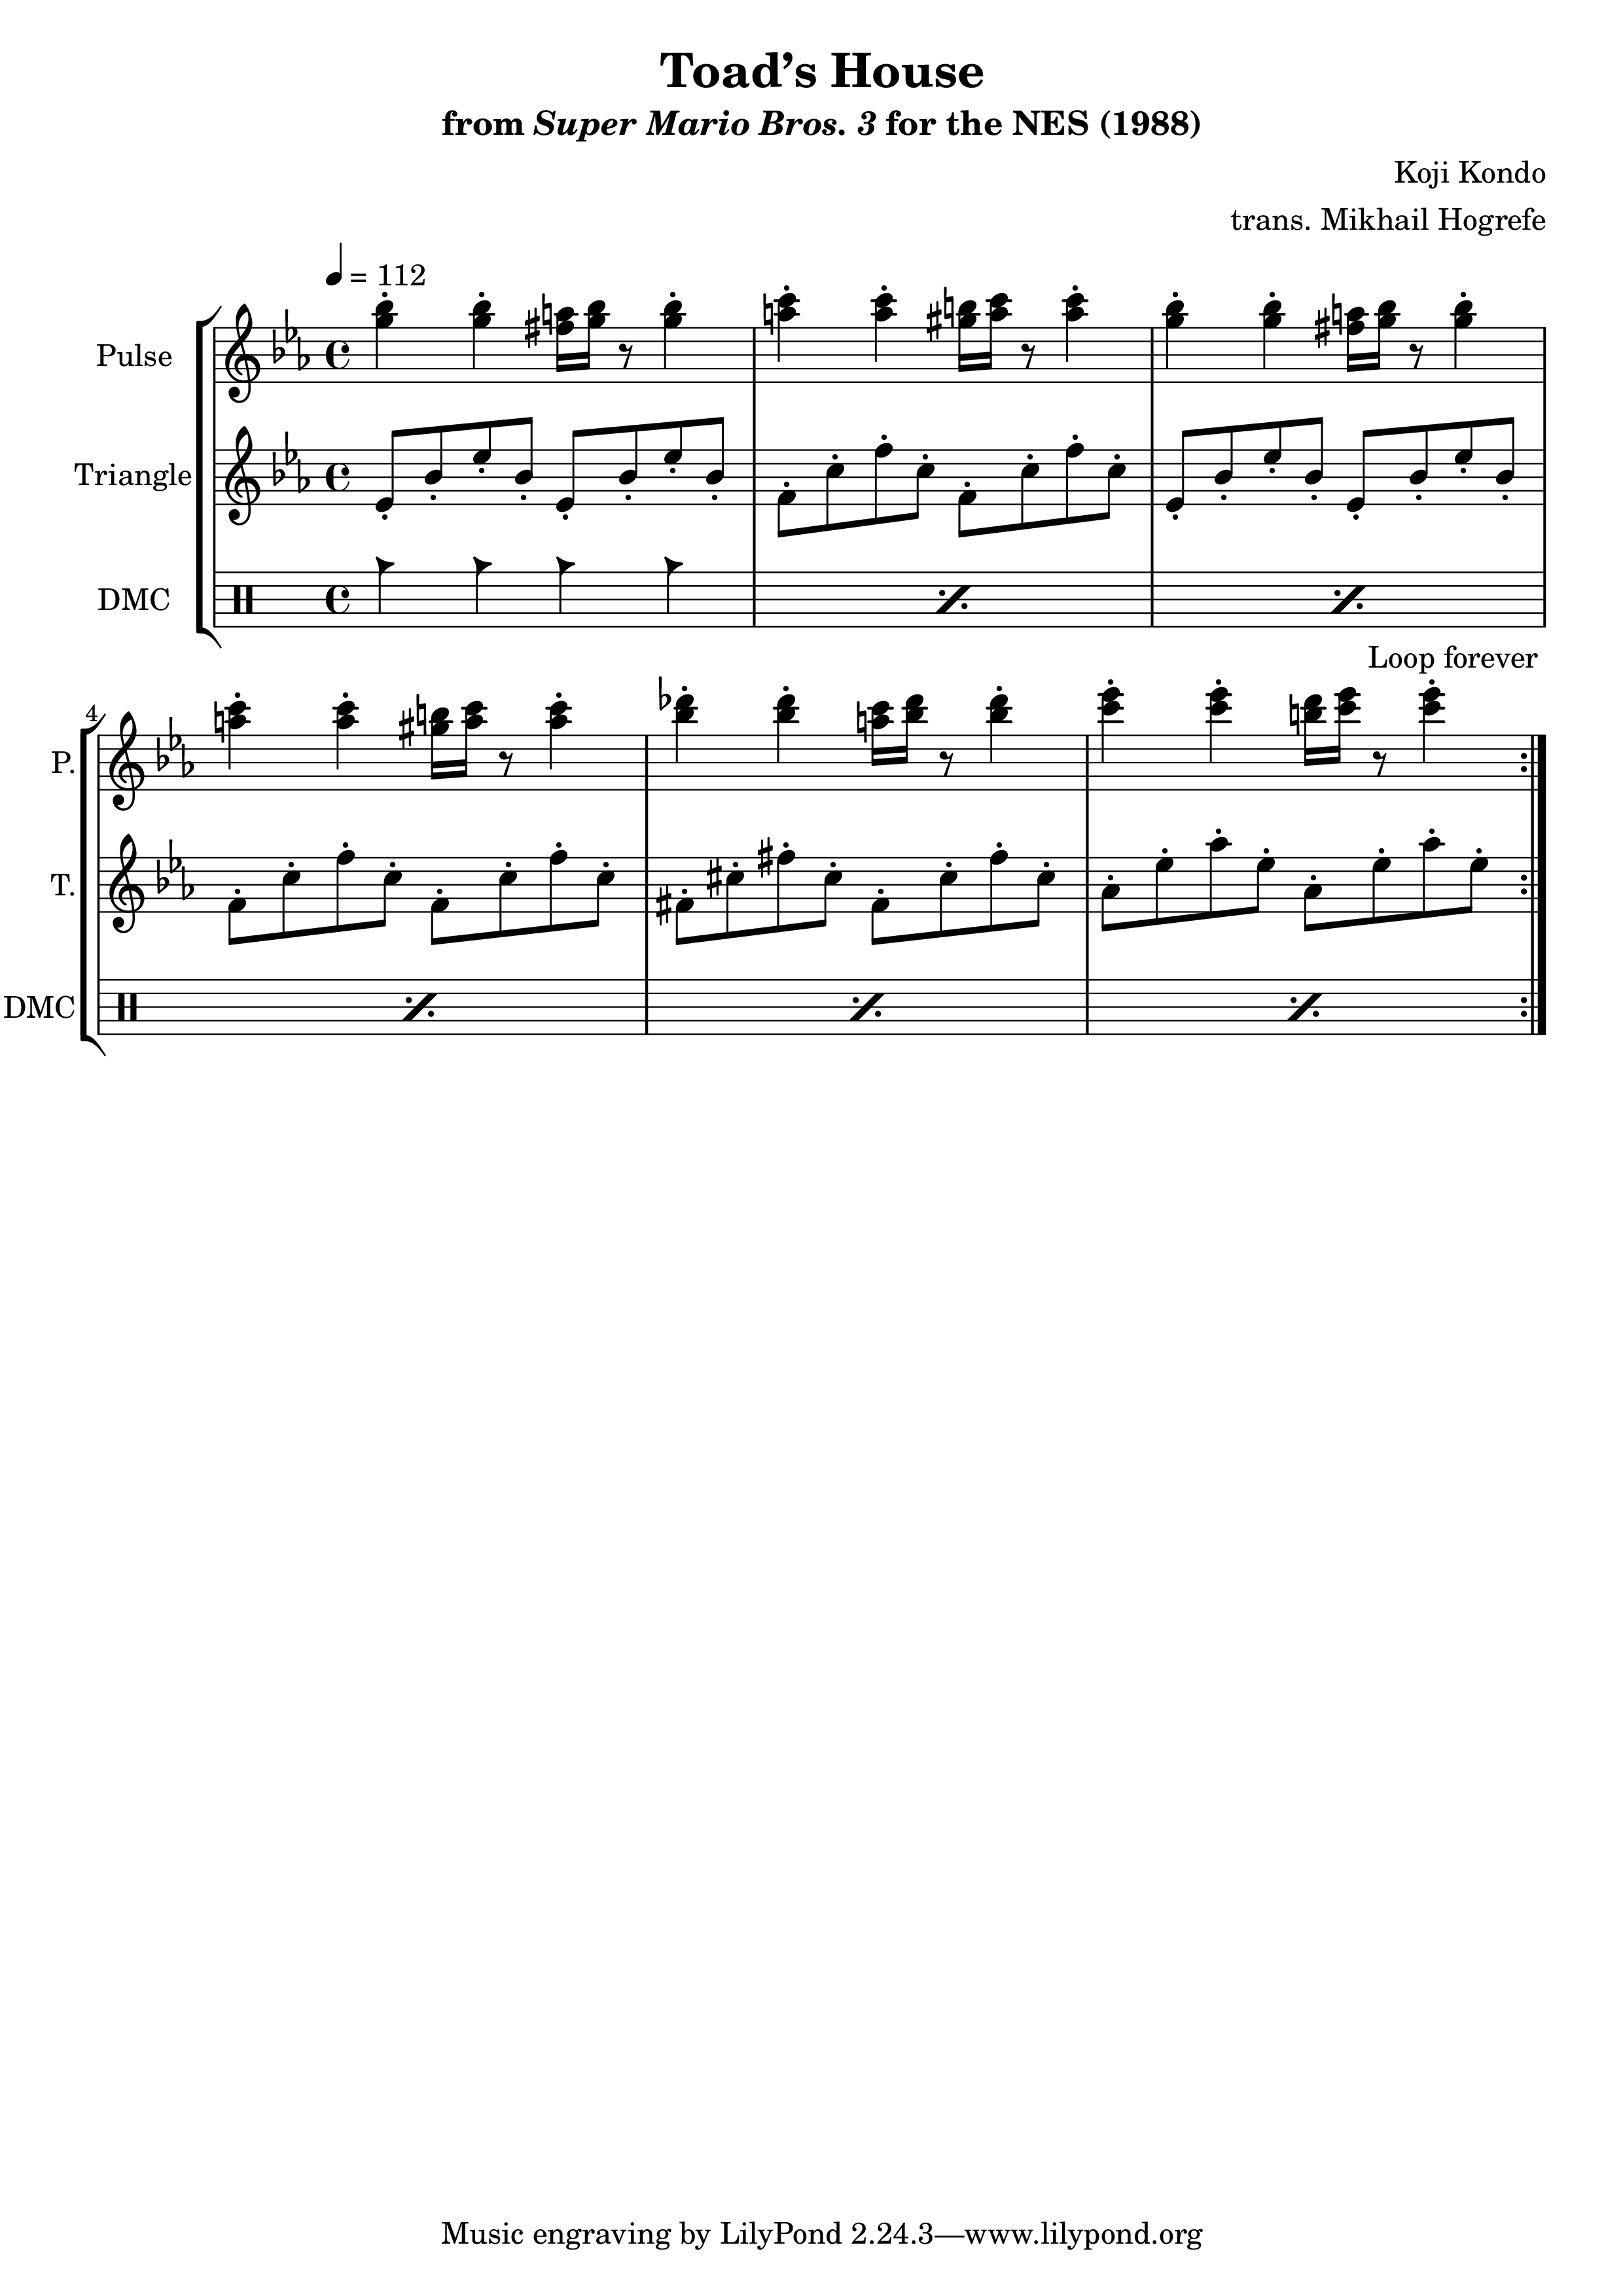 Toad’s House
from Super Mario Bros. 3 for the NES (1988)
Koji Kondo
trans. Mikhail Hogrefe
= 112
Pulse
Triangle
DMC
Loop forever
4
P.
T.
DMC
Music engraving by LilyPond 2.24.3—www.lilypond.org